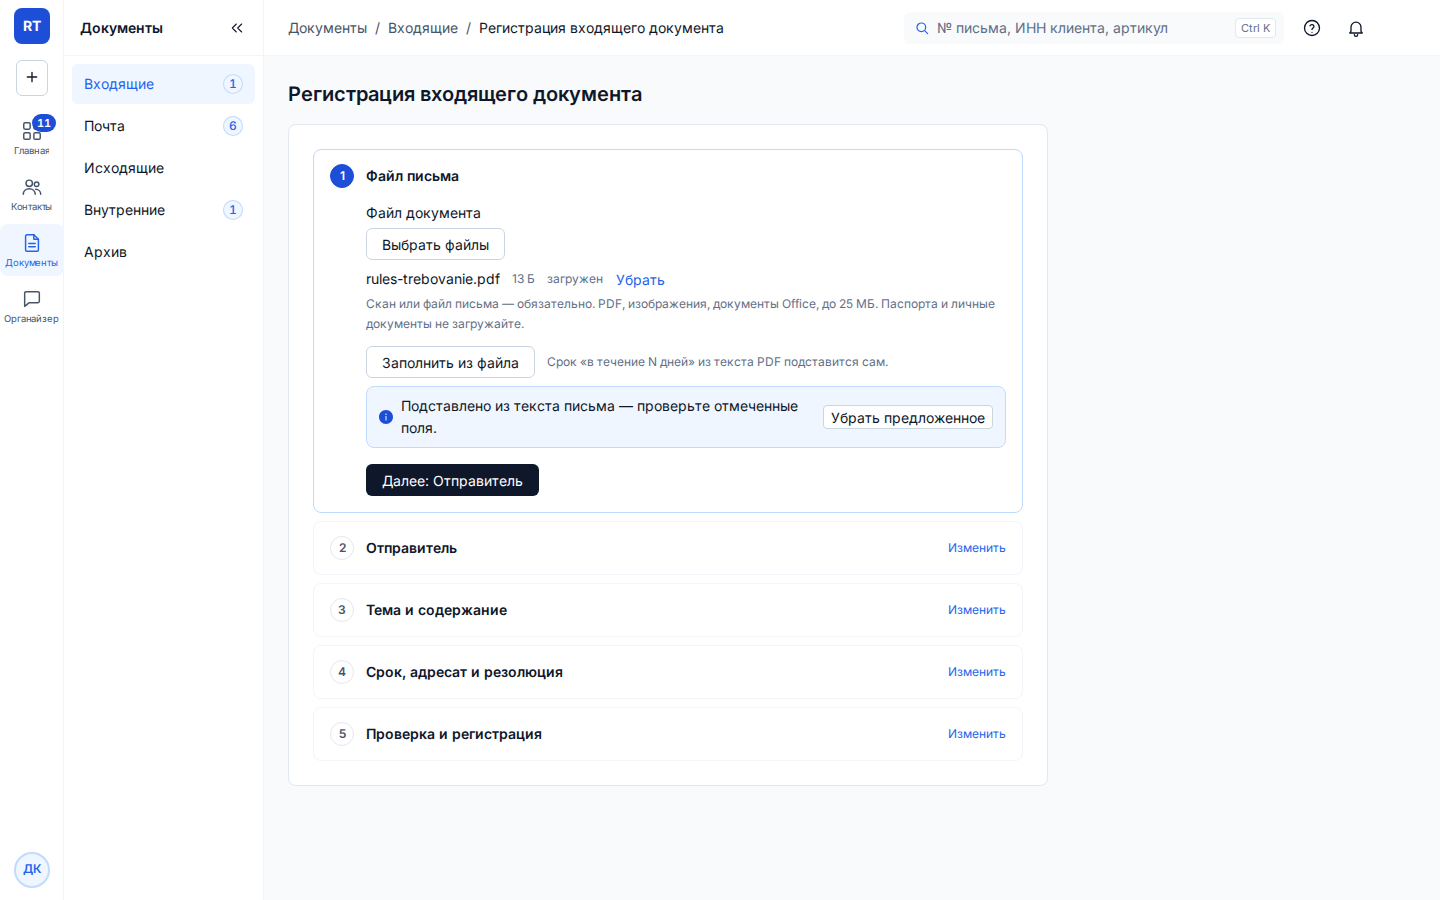 RT
Документы
Документы / Входящие / Регистрация входящего документа
№ письма, ИНН клиента, артикул
Ctrl K
11
Главная
Контакты
Документы
Органайзер
ДК
Входящие 1
Почта 6
Исходящие
Внутренние 1
Архив
Регистрация входящего документа
1 Файл письма
Файл документа
Выбрать файлы
rules-trebovanie.pdf 13 Б загружен Убрать
Скан или файл письма — обязательно. PDF, изображения, документы Office, до 25 МБ. Паспорта и личные
документы не загружайте.
Заполнить из файла Срок «в течение N дней» из текста PDF подставится сам.
Подставлено из текста письма — проверьте отмеченные
поля.
Убрать предложенное
Далее: Отправитель
2 Отправитель Изменить
3 Тема и содержание Изменить
4 Срок, адресат и резолюция Изменить
5 Проверка и регистрация Изменить